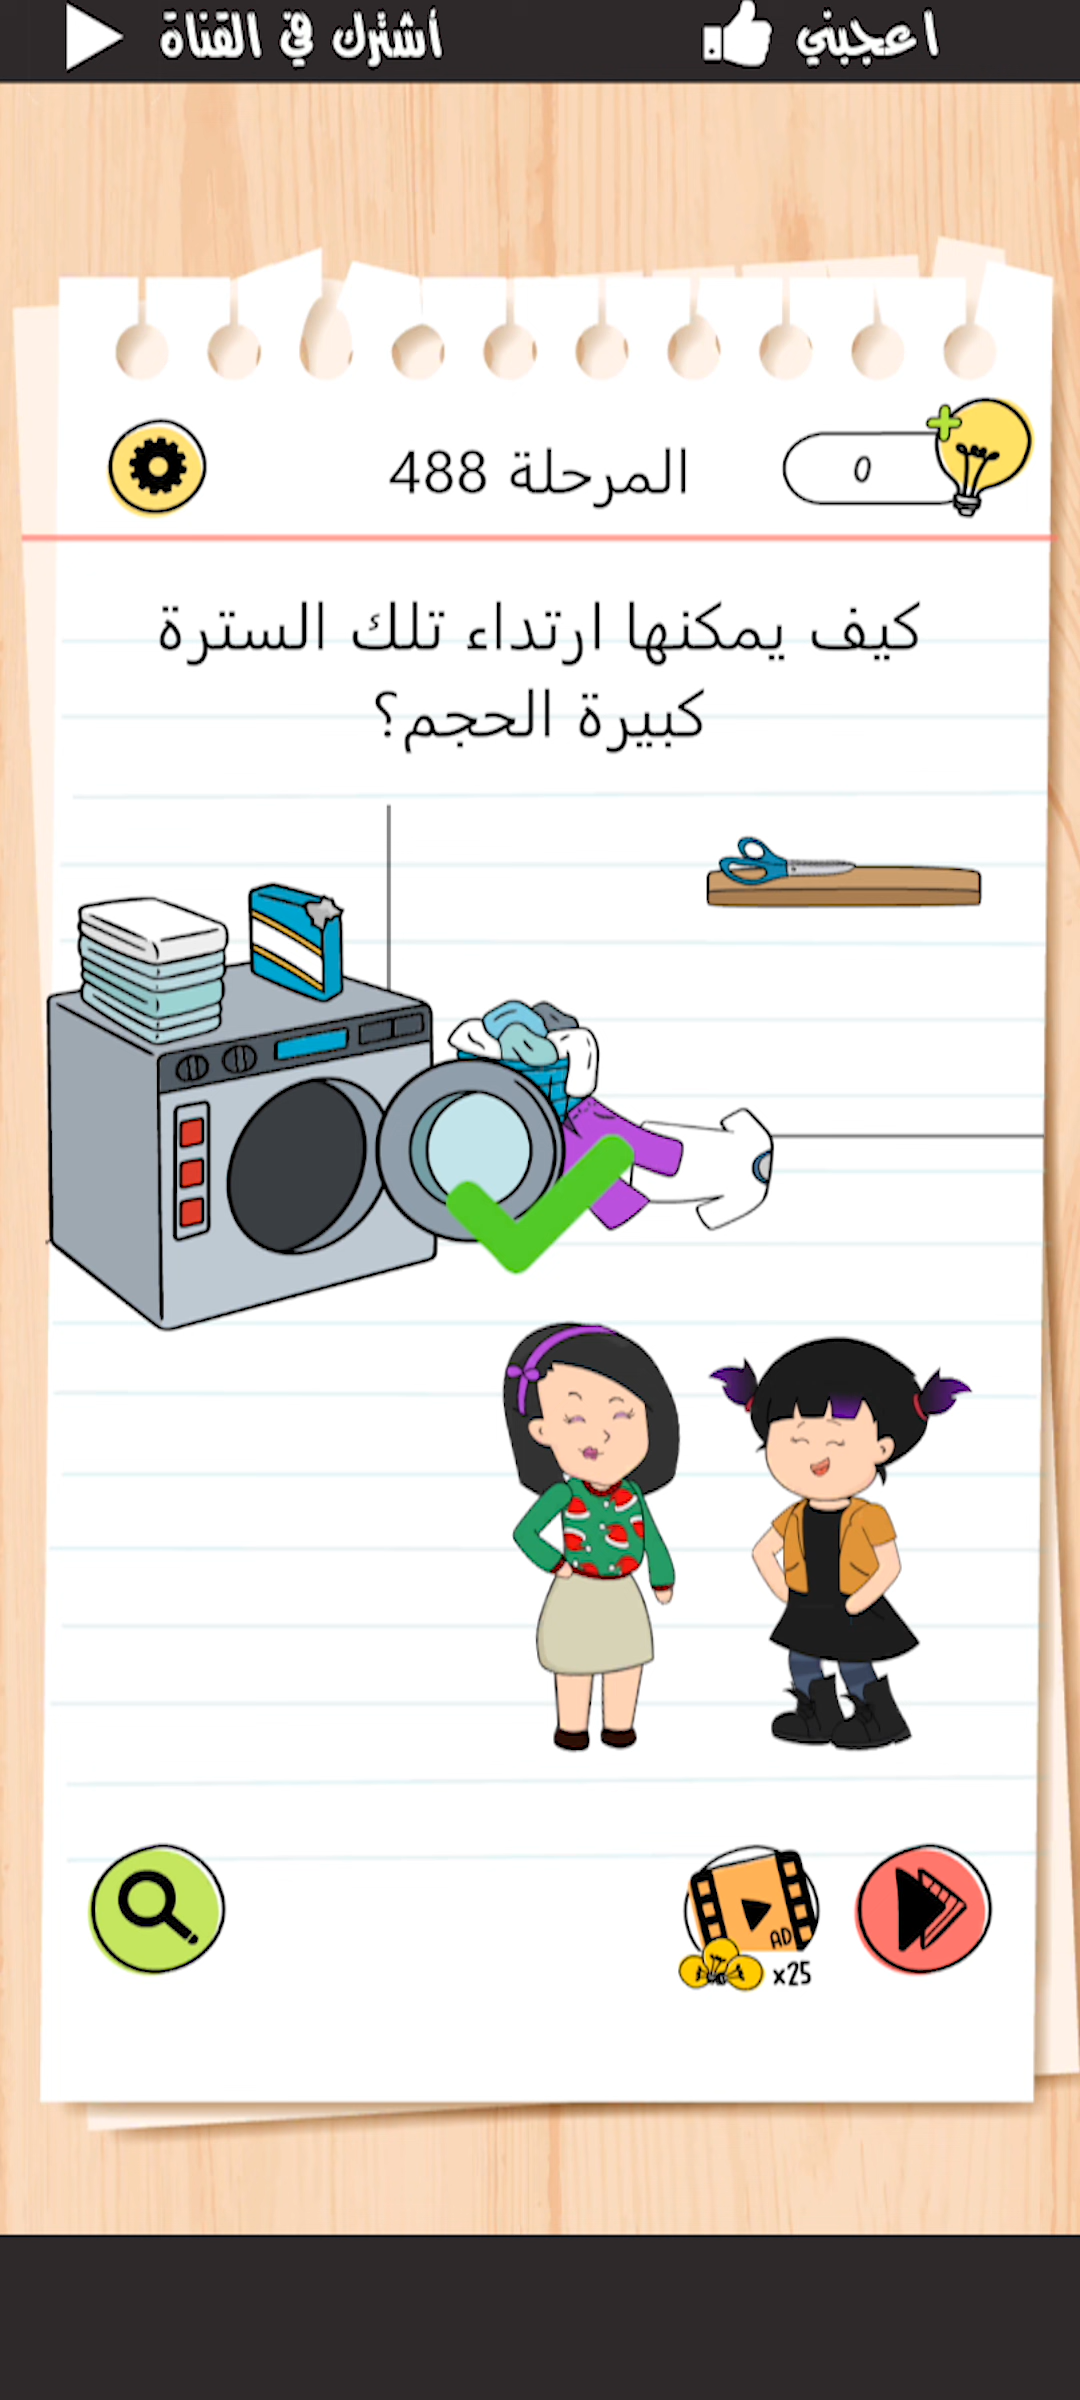 اعجبني
أشترك في القناة
المرحلة 488
0
كيف يمكنها ارتداء تلك السترة
كبيرة الحجم؟
AD
x25